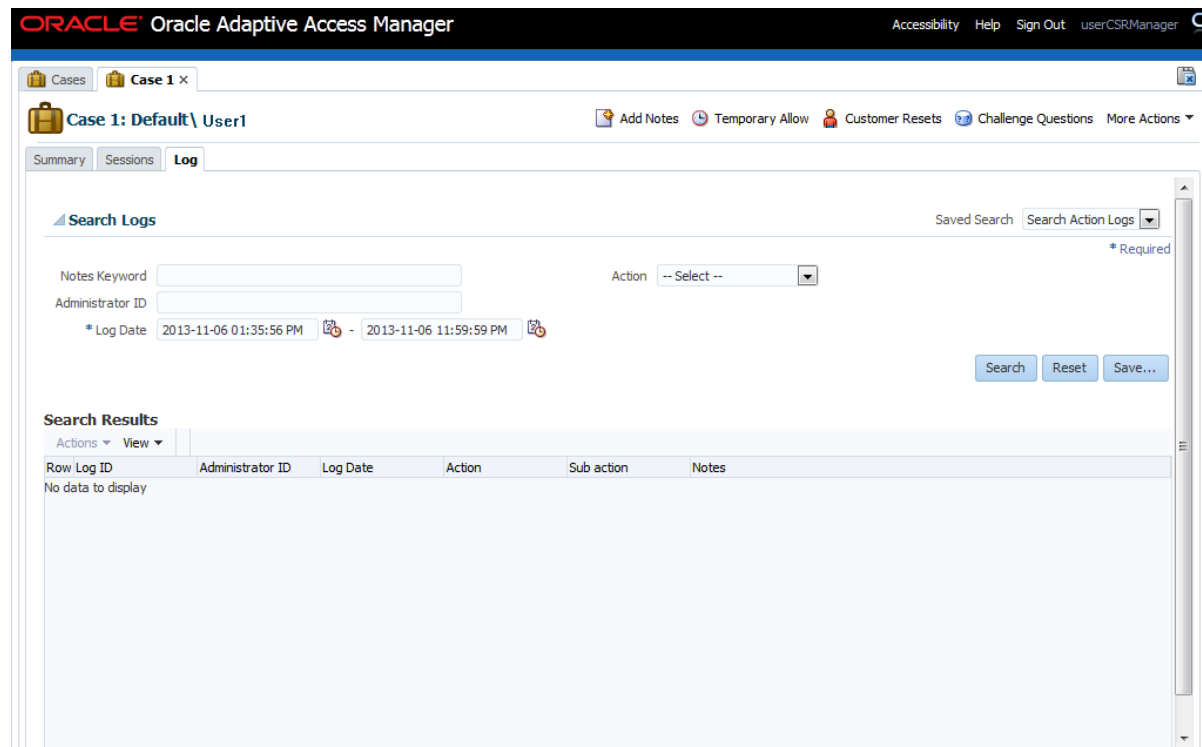 ORACLE Oracle Adaptive Access Manager
Accessibility Help Sign Out userCSRManager
Cases Case 1
Case 1: Default\ User1
Add Notes Temporary Allow Customer Resets Challenge Questions More Actions
Summary Sessions Log
Search Logs
Saved Search Search Action Logs
* Required
Notes Keyword
Action -- Select --
Administrator ID
* Log Date 2013-11-06 01:35:56 PM - 2013-11-06 11:59:59 PM
Search Reset Save...
Search Results
Actions View
Row Log ID Administrator ID Log Date Action Sub action Notes
No data to display